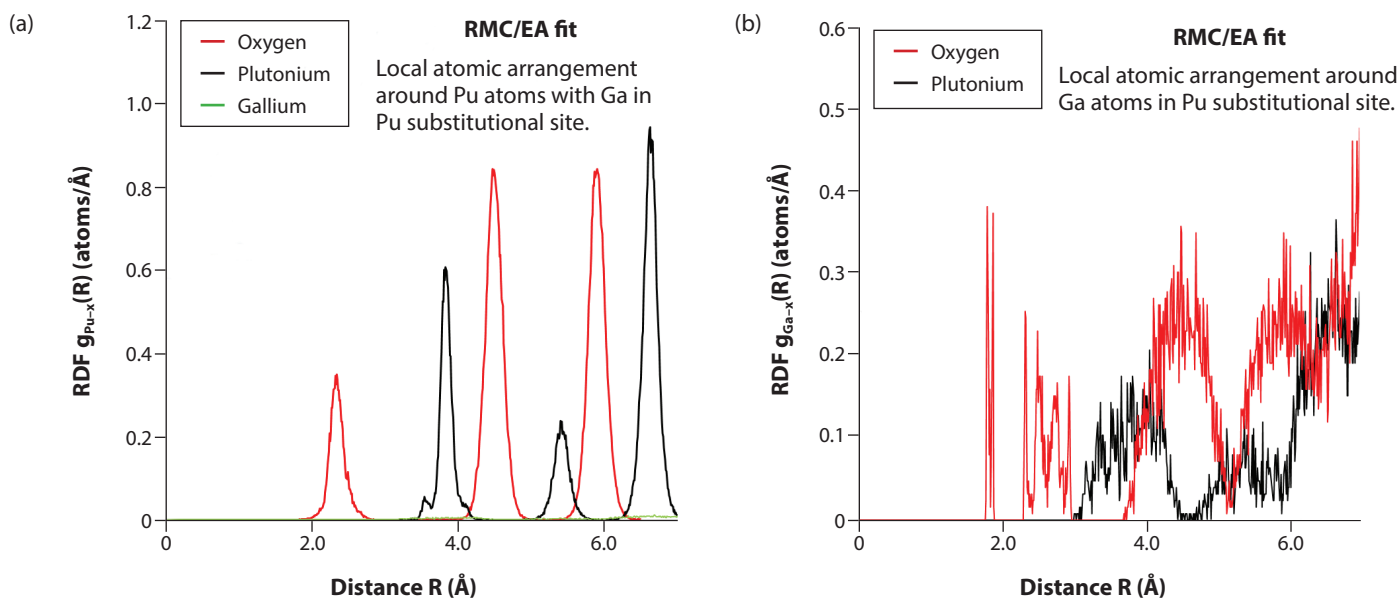 (a)
RMC/EA fit
Oxygen
Plutonium
Gallium
Local atomic arrangement
around Pu atoms with Ga in
Pu substitutional site.
RDF g_Pu–x(R) (atoms/Å)
1.2
1.0
0.8
0.6
0.4
0.2
0
0
2.0
4.0
6.0
Distance R (Å)
(b)
RMC/EA fit
Oxygen
Plutonium
Local atomic arrangement around
Ga atoms in Pu substitutional site.
RDF g_Ga–x(R) (atoms/Å)
0.6
0.5
0.4
0.3
0.2
0.1
0
0
2.0
4.0
6.0
Distance R (Å)